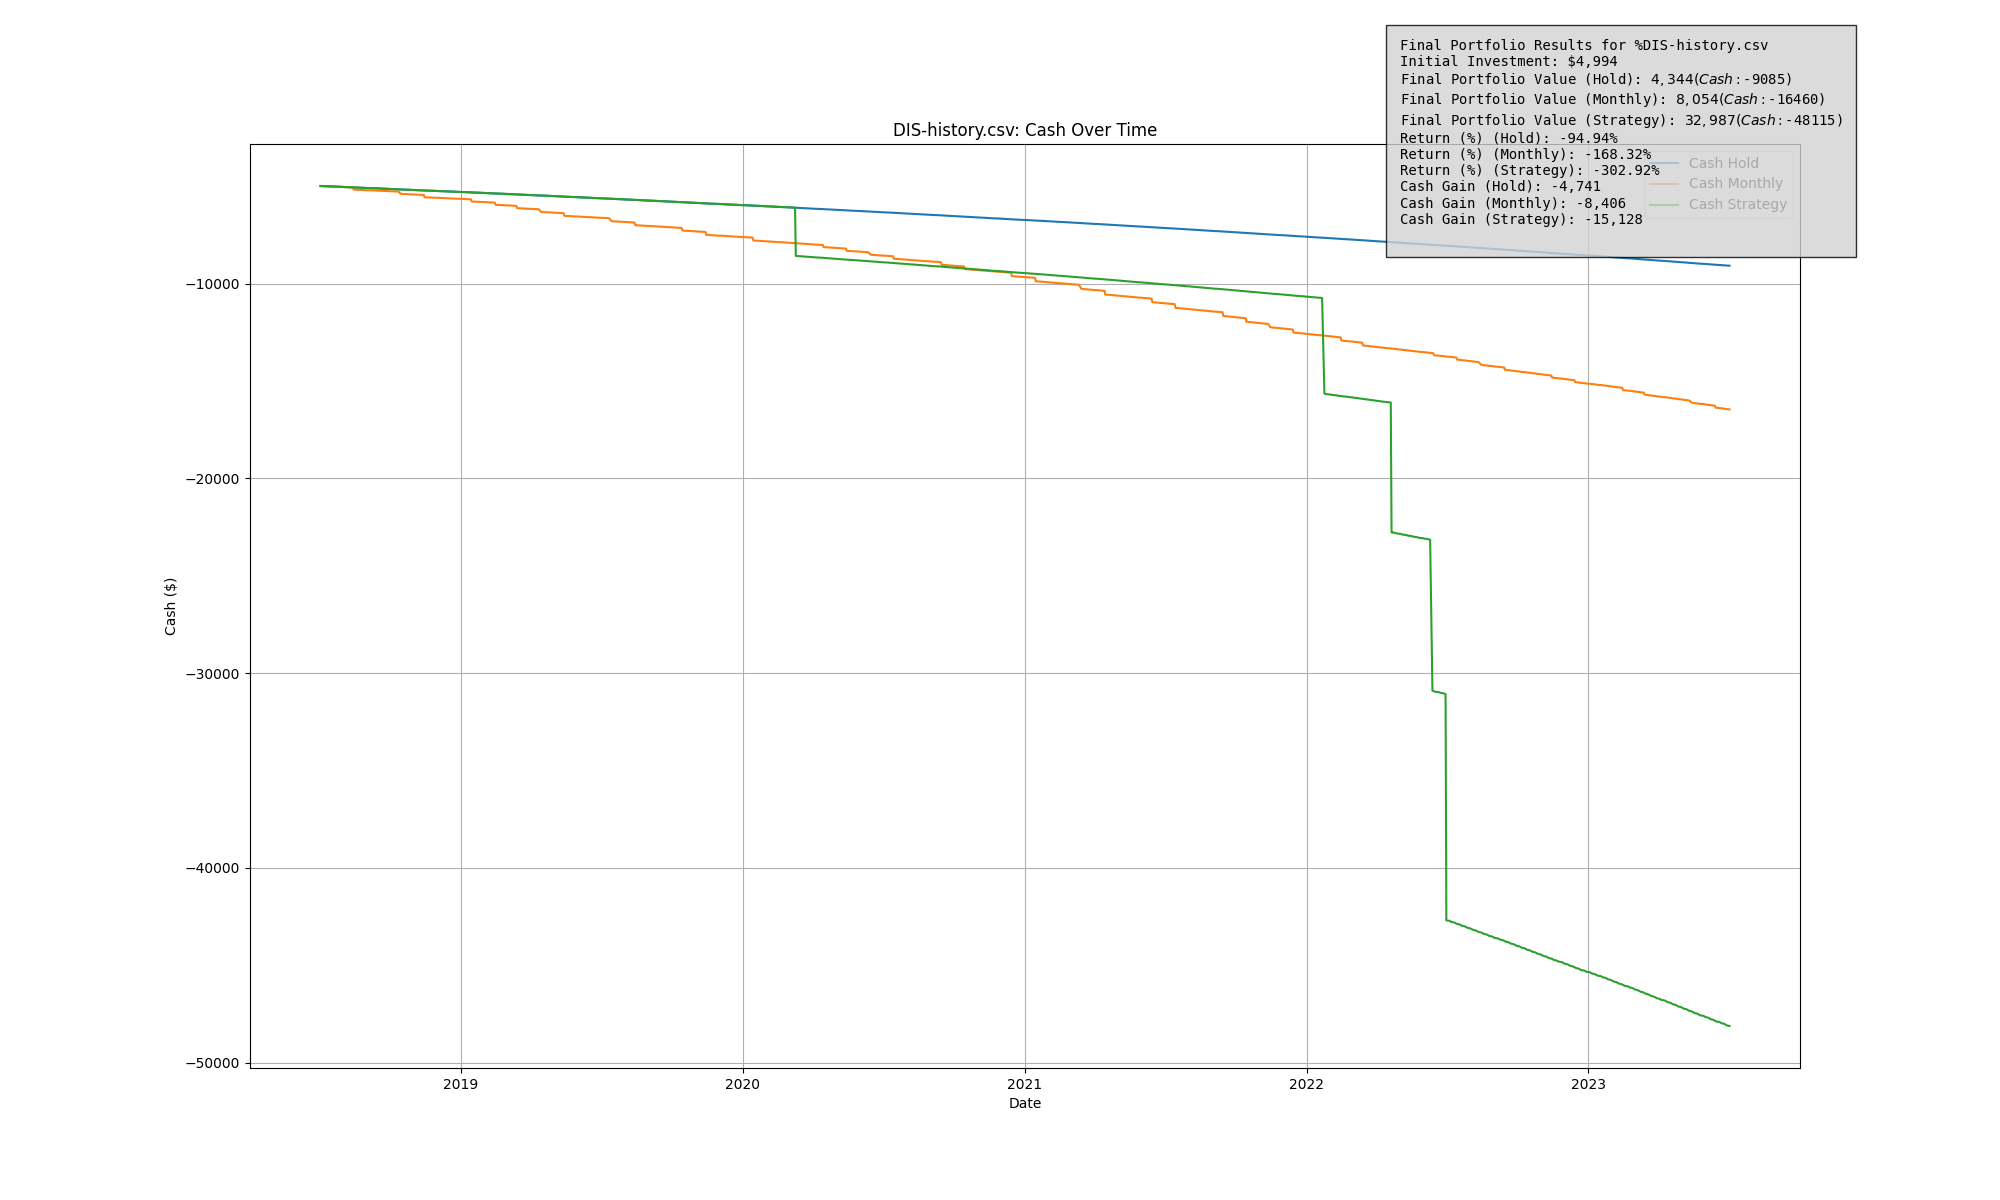 Final Portfolio Results for %DIS-history.csv
Initial Investment: $4,994
Final Portfolio Value (Hold): 4,344(Cash:-9085)
Final Portfolio Value (Monthly): 8,054(Cash:-16460)
Final Portfolio Value (Strategy): 32,987(Cash:-48115)
Return (%) (Hold): -94.94%
Return (%) (Monthly): -168.32%
Return (%) (Strategy): -302.92%
Cash Gain (Hold): -4,741
Cash Gain (Monthly): -8,406
Cash Gain (Strategy): -15,128
DIS-history.csv: Cash Over Time
Cash Hold
Cash Monthly
Cash Strategy
−10000
−20000
−30000
−40000
−50000
Cash ($)
2019 2020 2021 2022 2023
Date